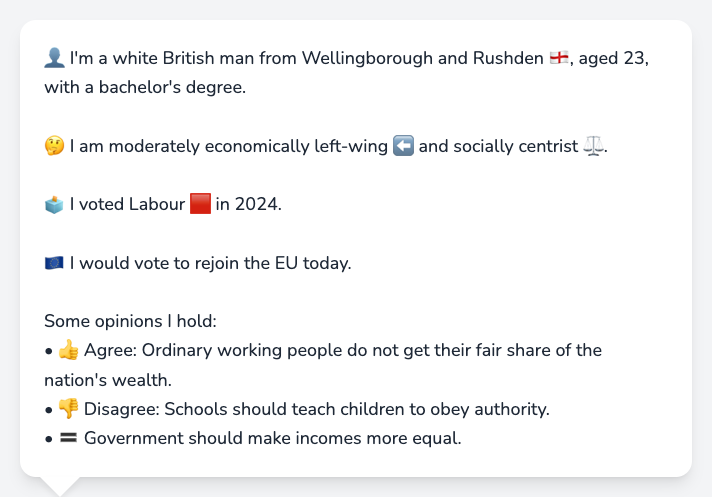 👤 I'm a white British man from Wellingborough and Rushden 🏴󠁧󠁢󠁥󠁮󠁧󠁿, aged 23,
with a bachelor's degree.
🤔 I am moderately economically left-wing ⬅️ and socially centrist ⚖️.
🗳️ I voted Labour 🟥 in 2024.
🇪🇺 I would vote to rejoin the EU today.
Some opinions I hold:
• 👍 Agree: Ordinary working people do not get their fair share of the
nation's wealth.
• 👎 Disagree: Schools should teach children to obey authority.
• 🟰 Government should make incomes more equal.